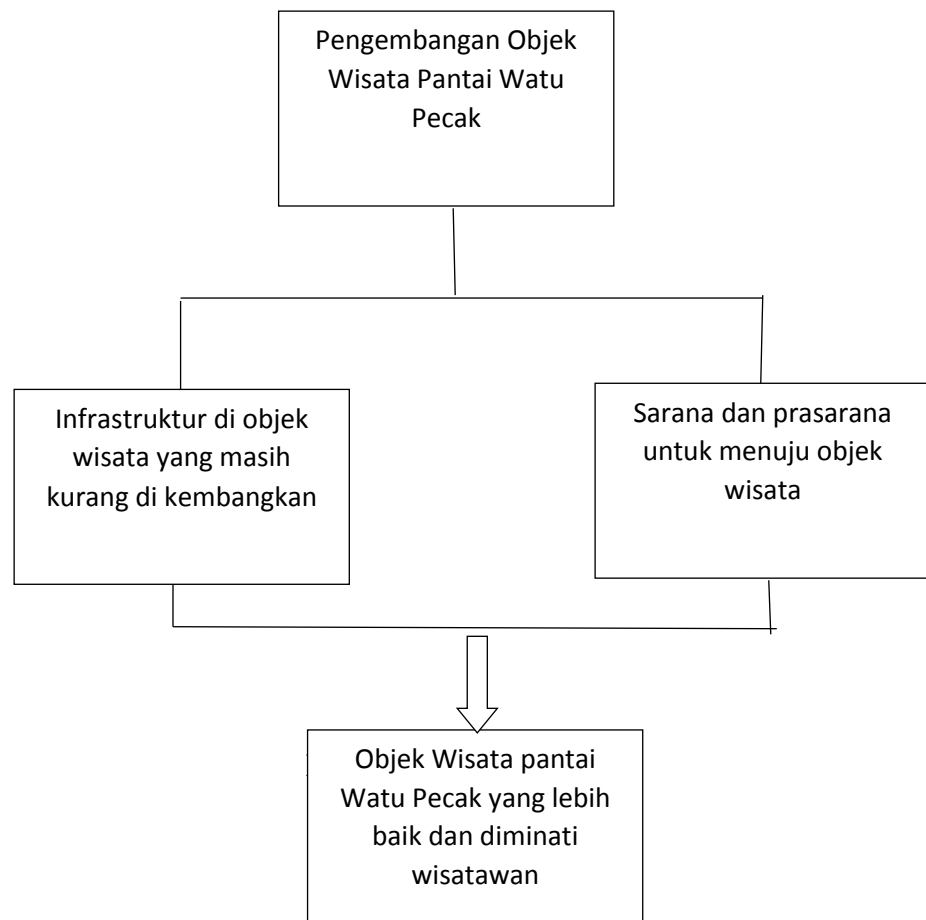 Pengembangan Objek
Wisata Pantai Watu
Pecak
Infrastruktur di objek
wisata yang masih
kurang di kembangkan
Sarana dan prasarana
untuk menuju objek
wisata
Objek Wisata pantai
Watu Pecak yang lebih
baik dan diminati
wisatawan